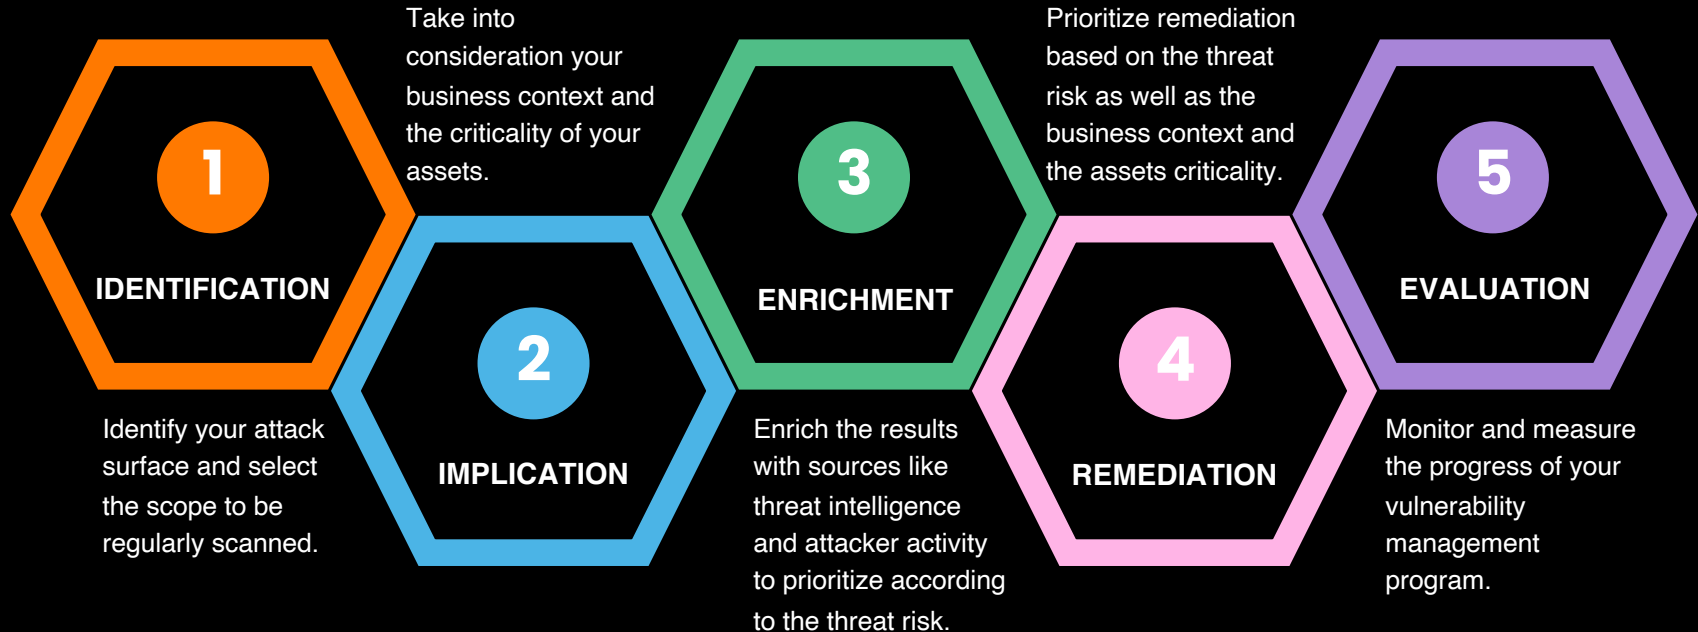 1
IDENTIFICATION
Identify your attack
surface and select
the scope to be
regularly scanned.
Take into
consideration your
business context and
the criticality of your
assets.
2
IMPLICATION
3
ENRICHMENT
Enrich the results
with sources like
threat intelligence
and attacker activity
to prioritize according
to the threat risk.
Prioritize remediation
based on the threat
risk as well as the
business context and
the assets criticality.
4
REMEDIATION
5
EVALUATION
Monitor and measure
the progress of your
vulnerability
management
program.